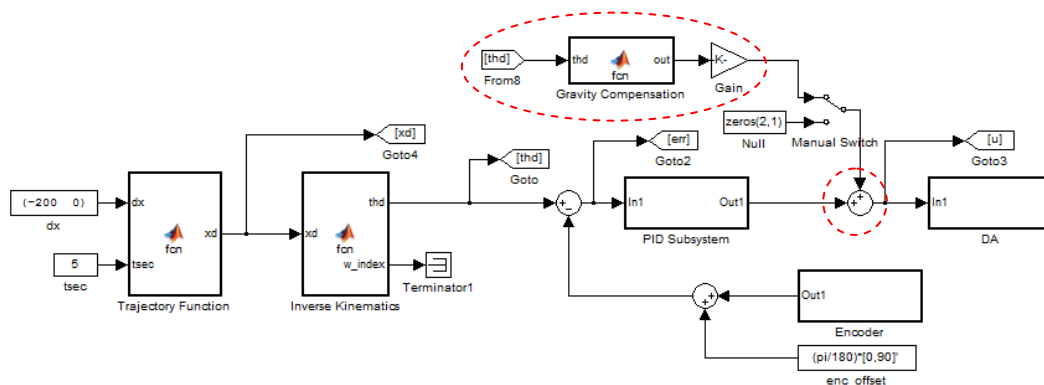 [thd]
From8
thd
fcn
out
Gravity Compensation
-K-
Gain
zeros(2,1)
Null
Manual Switch
[xd]
Goto4
[thd]
Goto
[err]
Goto2
[u]
Goto3
(-200 0)
dx
5
tsec
dx
tsec
fcn
xd
Trajectory Function
xd
fcn
thd
w_index
Inverse Kinematics
Terminator1
+
−
In1
Out1
PID Subsystem
+
+
In1
DA
+
+
Out1
Encoder
(pi/180)*[0,90]'
enc_offset